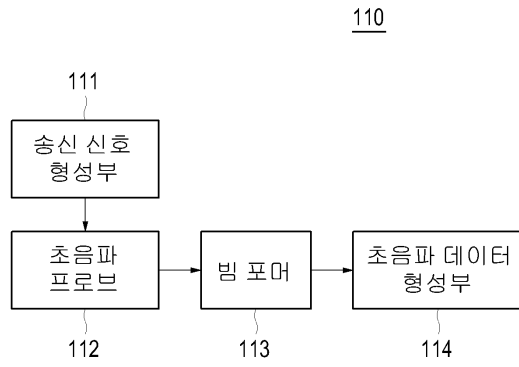 110
111
송신 신호
형성부
초음파
프로브
빔 포머
초음파 데이터
형성부
112
113
114